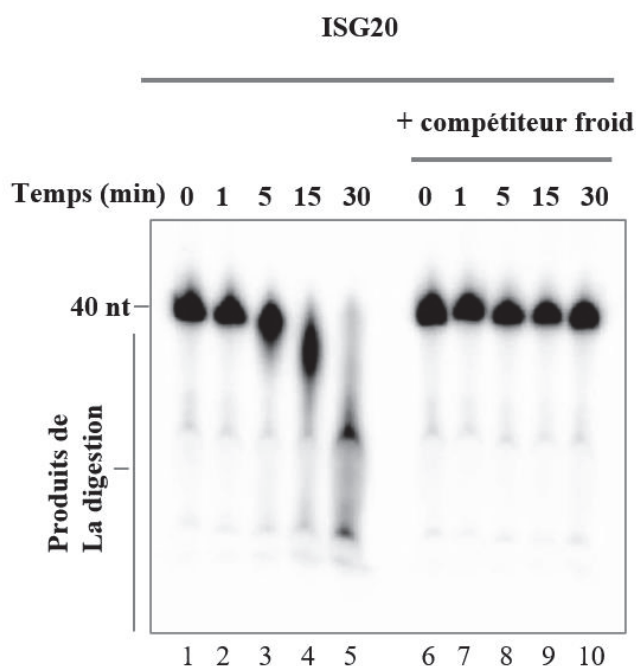 ISG20
+ compétiteur froid
Temps (min) 0 1 5 15 30 0 1 5 15 30
40 nt
Produits de
La digestion
1 2 3 4 5 6 7 8 9 10